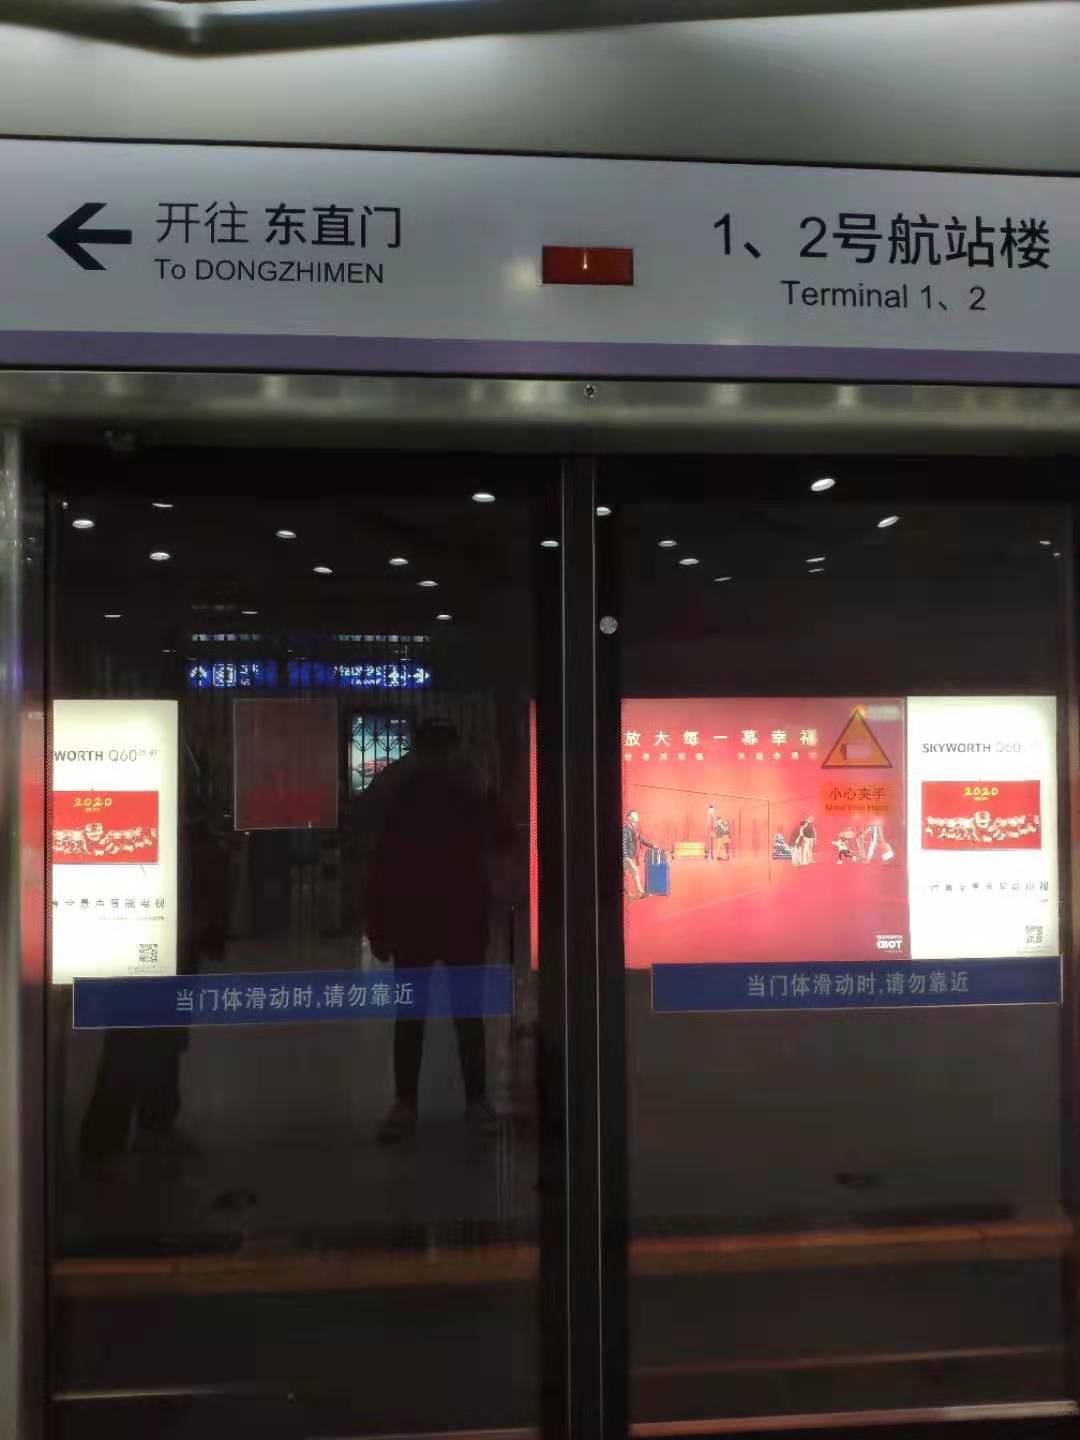 开往 东直门
To DONGZHIMEN
1、2号航站楼
Terminal 1、2
WORTH Q60
2020
放大每一幕幸福
小心夹手
Mind Your Hand
SKYWORTH Q60
2020
SKYWORTH
当门体滑动时,请勿靠近
当门体滑动时,请勿靠近